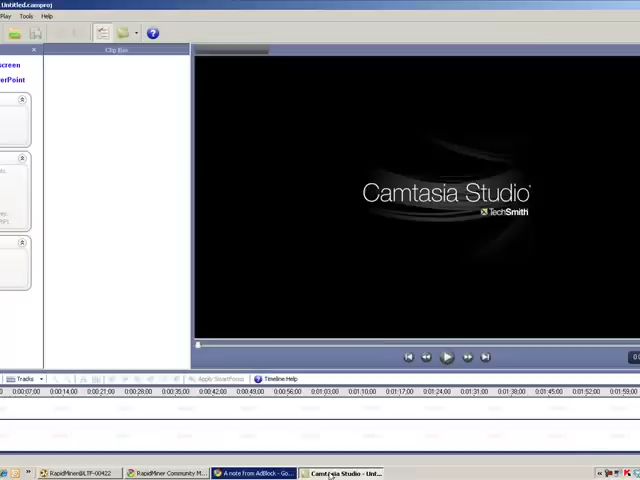 Untitled.camproj
Play Tools Help
Clip Bin
screen
erPoint
Camtasia Studio
TechSmith
Tracks
Apply SmartFocus
Timeline Help
0:00:07;00 0:00:14;00 0:00:21;00 0:00:28;00 0:00:35;00 0:00:42;00 0:00:49;00 0:00:56;00 0:01:03;00 0:01:10;00 0:01:17;00 0:01:24;00 0:01:31;00 0:01:38;00 0:01:45;00 0:01:52;00 0:01:59;00
RapidMiner@LTF-00422
RapidMiner Community M...
A note from AdBlock - Go...
Camtasia Studio - Unt...